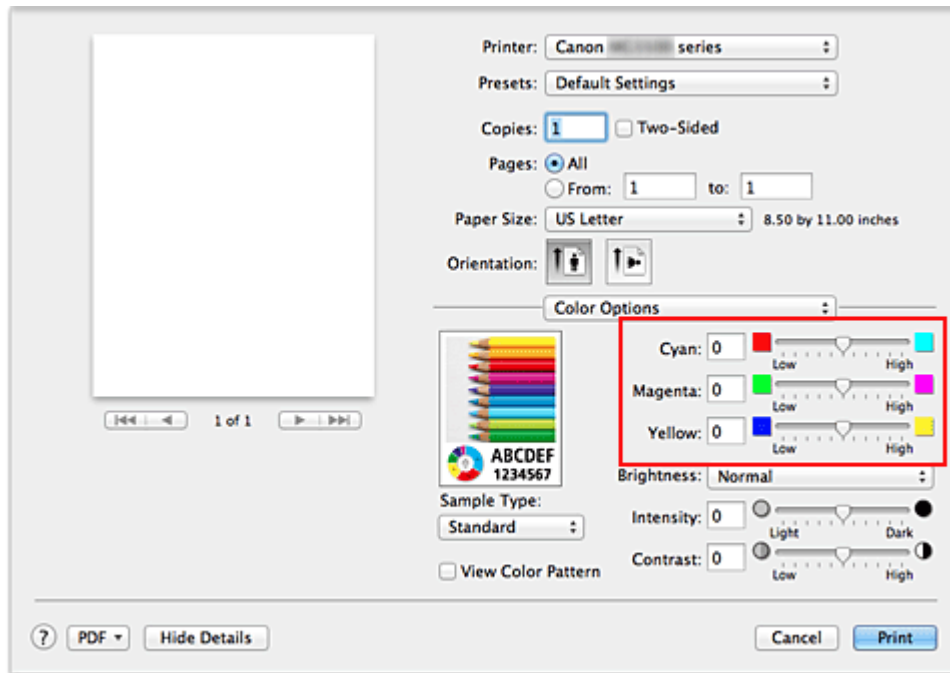 Printer: Canon series
Presets: Default Settings
Copies: 1 Two-Sided
Pages: All
From: 1 to: 1
Paper Size: US Letter 8.50 by 11.00 inches
Orientation:
Color Options
Cyan: 0
Low High
Magenta: 0
Low High
Yellow: 0
Low High
ABCDEF
1234567
Sample Type:
Standard
View Color Pattern
Brightness: Normal
Intensity: 0
Light Dark
Contrast: 0
Low High
1 of 1
? PDF Hide Details Cancel Print